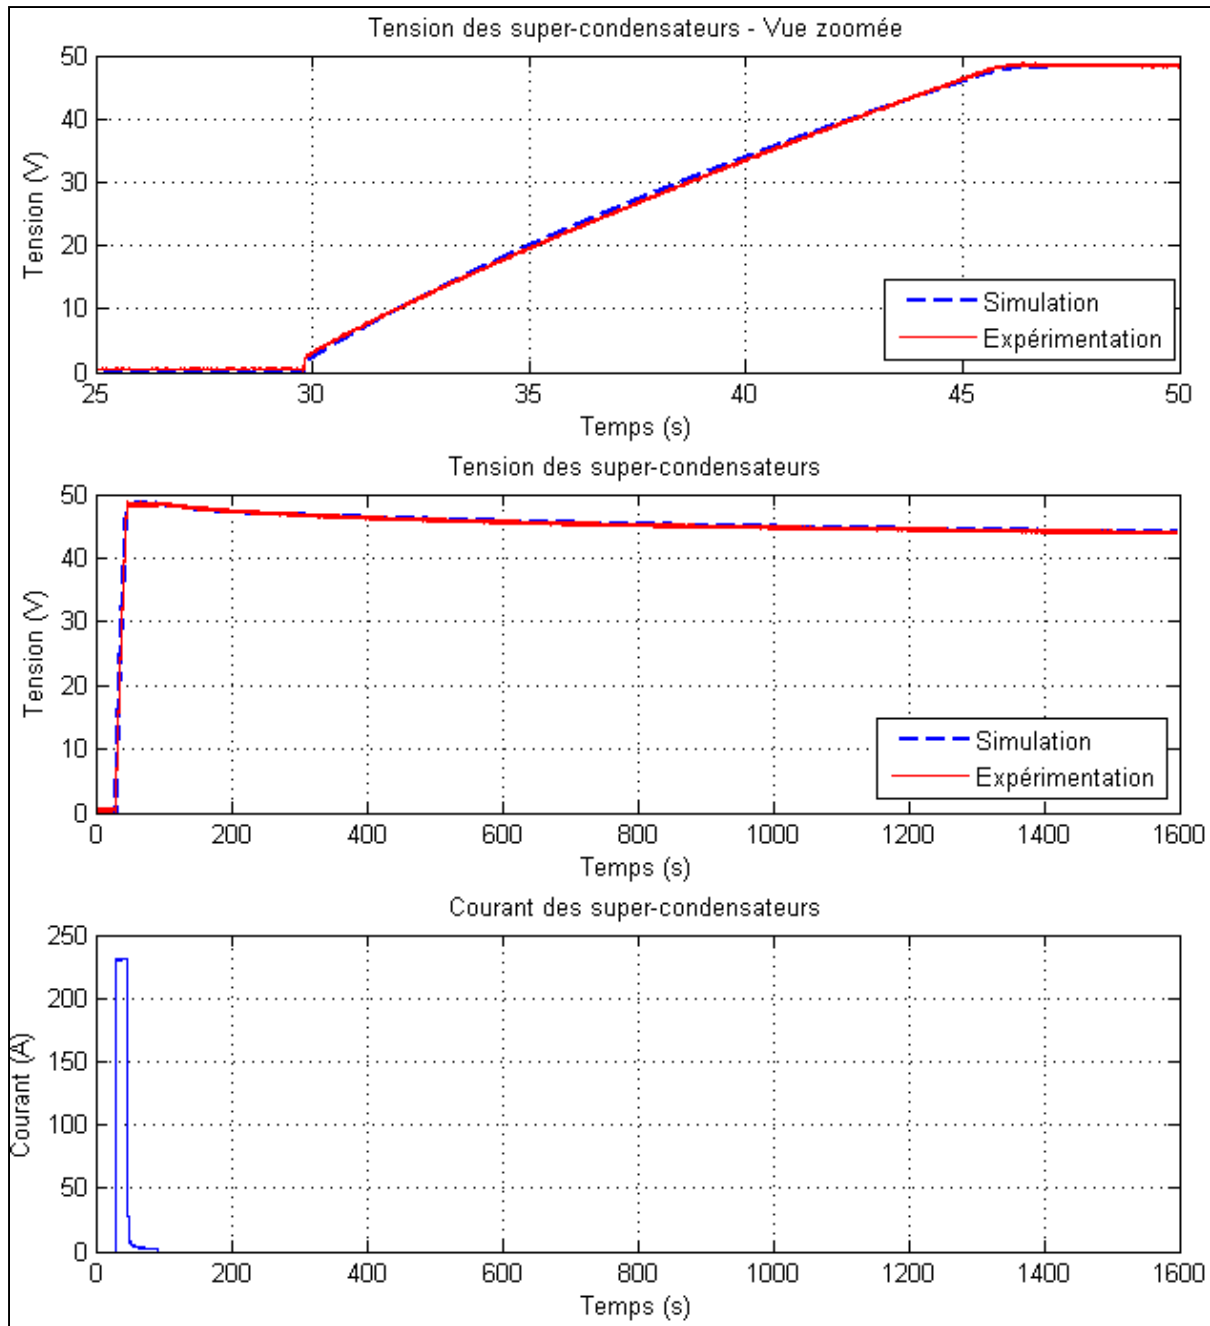 Tension des super-condensateurs - Vue zoomée
50
40
30
20
10
0
Tension (V)
25 30 35 40 45 50
Temps (s)
Simulation
Expérimentation
Tension des super-condensateurs
50
40
30
20
10
0
Tension (V)
0 200 400 600 800 1000 1200 1400 1600
Temps (s)
Simulation
Expérimentation
Courant des super-condensateurs
250
200
150
100
50
0
Courant (A)
0 200 400 600 800 1000 1200 1400 1600
Temps (s)